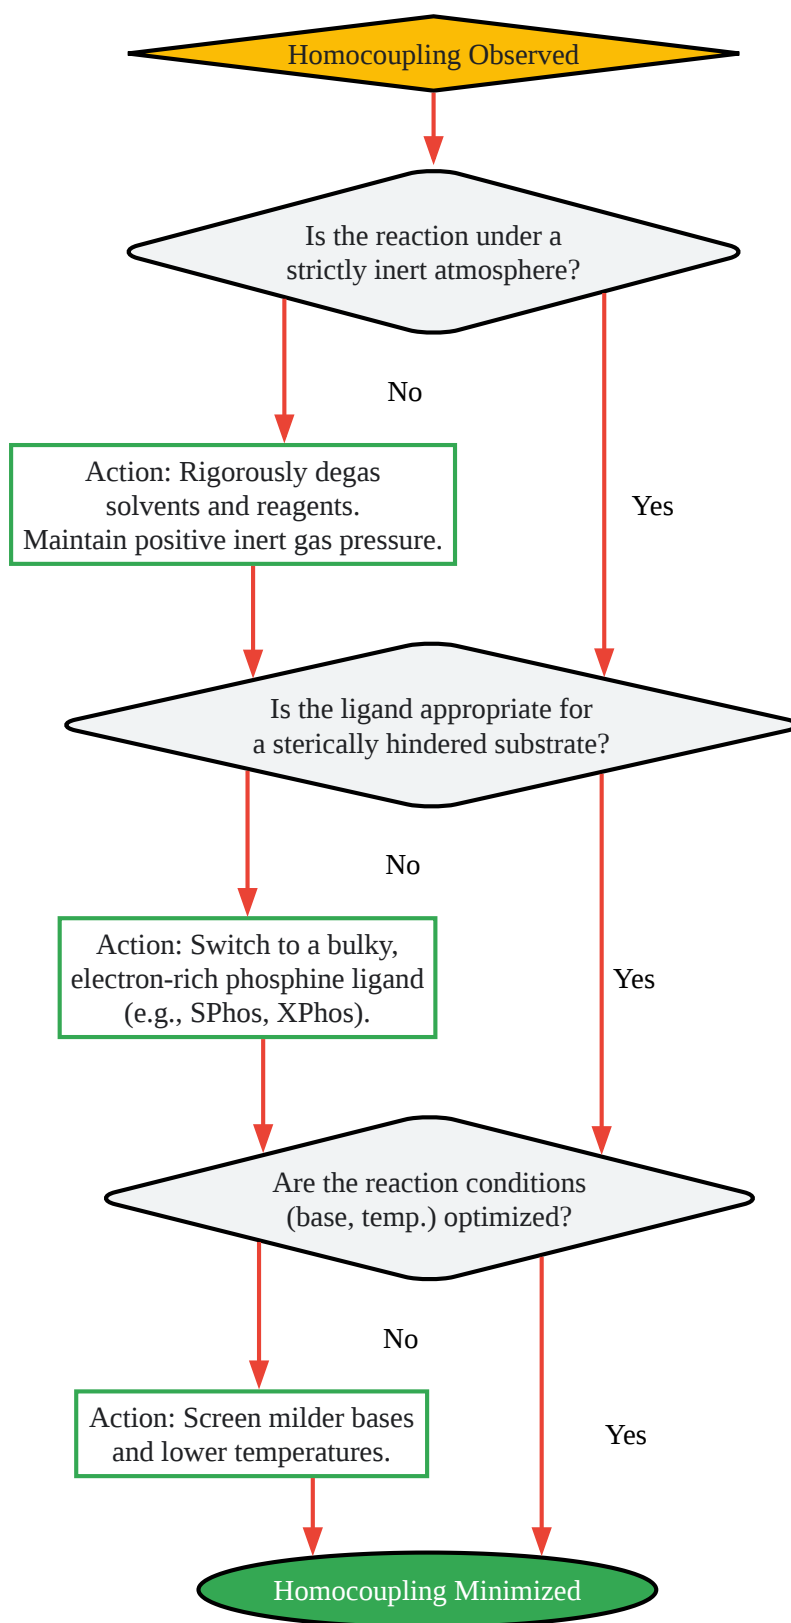 Homocoupling Observed
Is the reaction under a
strictly inert atmosphere?
No
Action: Rigorously degas
solvents and reagents.
Maintain positive inert gas pressure.
Yes
Is the ligand appropriate for
a sterically hindered substrate?
No
Action: Switch to a bulky,
electron-rich phosphine ligand
(e.g., SPhos, XPhos).
Yes
Are the reaction conditions
(base, temp.) optimized?
No
Action: Screen milder bases
and lower temperatures.
Yes
Homocoupling Minimized